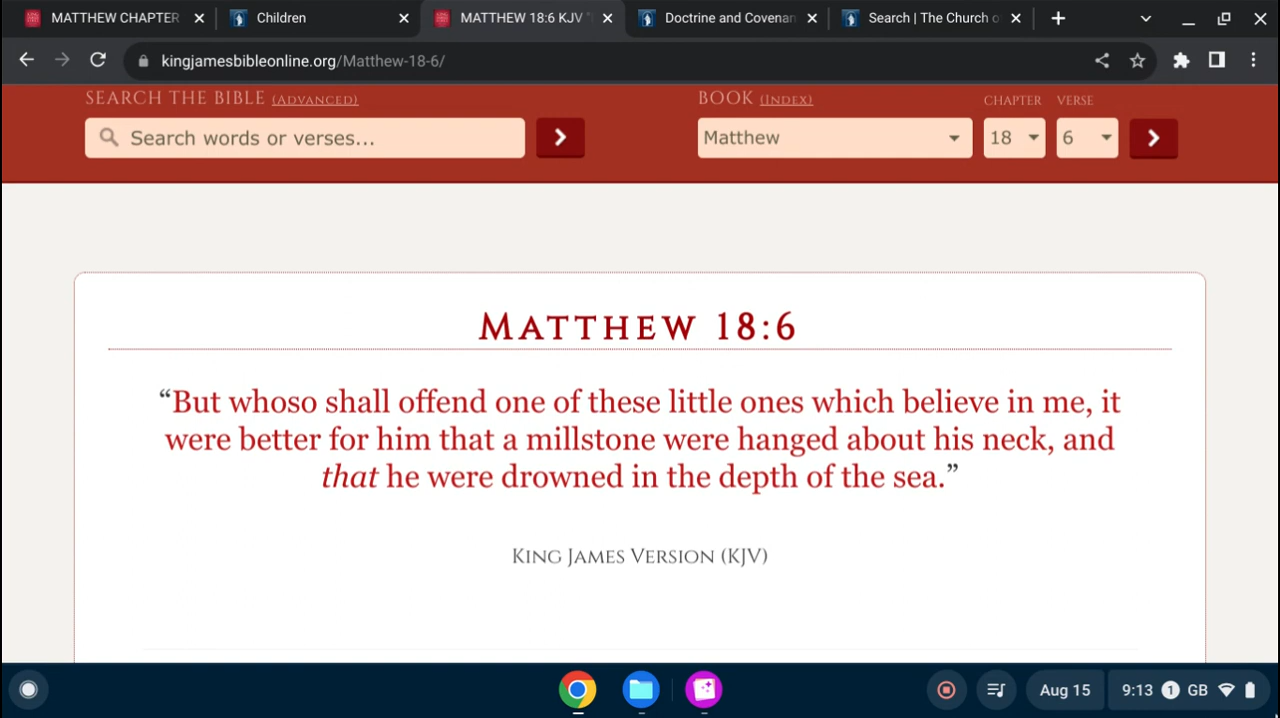 MATTHEW CHAPTER
Children
MATTHEW 18:6 KJV "
Doctrine and Covenan
Search | The Church o
kingjamesbibleonline.org/Matthew-18-6/
SEARCH THE BIBLE (ADVANCED)
BOOK (INDEX)
CHAPTER
VERSE
Search words or verses...
Matthew
18
6
MATTHEW 18:6
“But whoso shall offend one of these little ones which believe in me, it
were better for him that a millstone were hanged about his neck, and
that he were drowned in the depth of the sea.”
KING JAMES VERSION (KJV)
Aug 15
9:13
1
GB